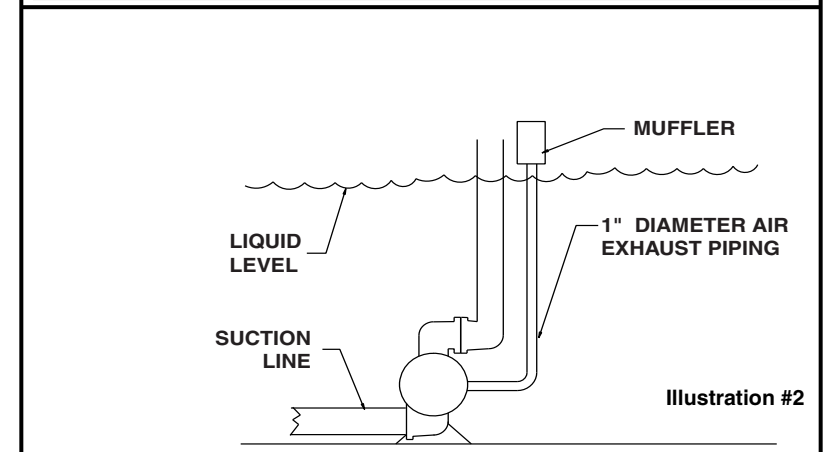 MUFFLER
LIQUID
LEVEL
1" DIAMETER AIR
EXHAUST PIPING
SUCTION
LINE
Illustration #2